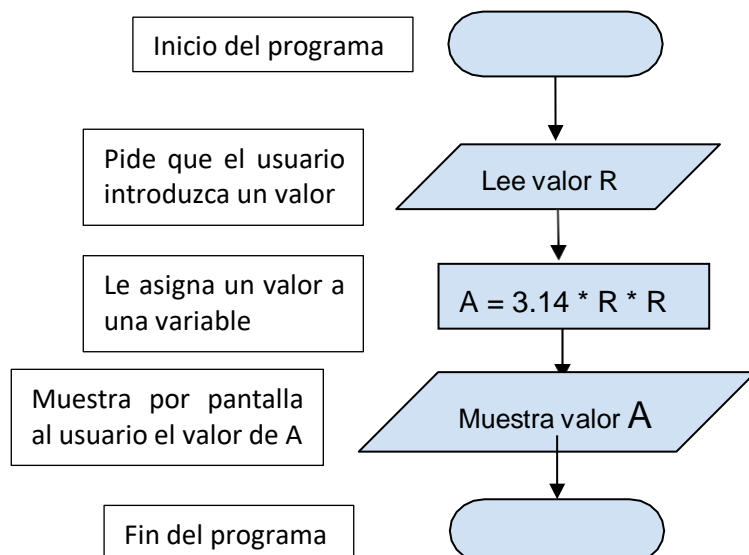 Inicio del programa
Pide que el usuario
introduzca un valor
Lee valor R
Le asigna un valor a
una variable
A = 3.14 * R * R
Muestra por pantalla
al usuario el valor de A
Muestra valor A
Fin del programa